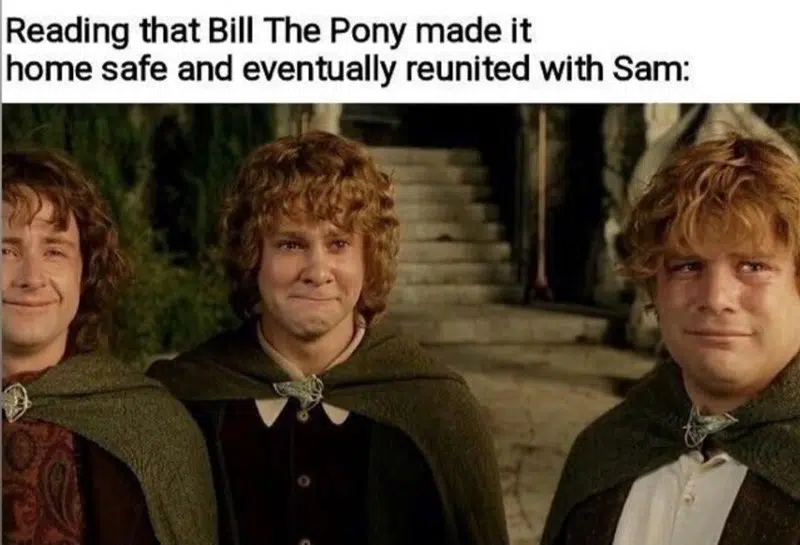 Reading that Bill The Pony made it
home safe and eventually reunited with Sam: